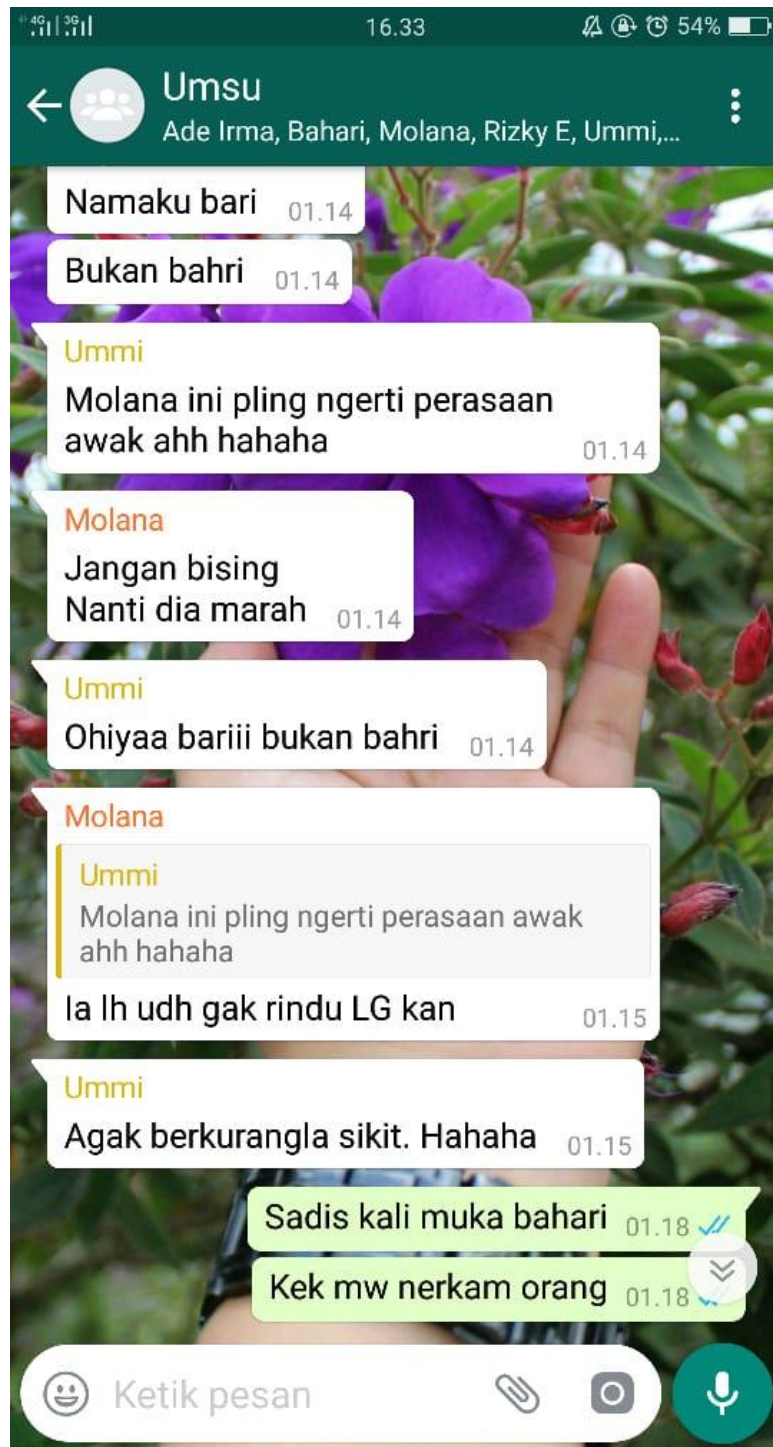 4G 3G 16.33 54%
Umsu
Ade Irma, Bahari, Molana, Rizky E, Ummi,...
Namaku bari 01.14
Bukan bahri 01.14
Ummi
Molana ini pling ngerti perasaan
awak ahh hahaha 01.14
Molana
Jangan bising
Nanti dia marah 01.14
Ummi
Ohiyaa bariii bukan bahri 01.14
Molana
Ummi
Molana ini pling ngerti perasaan awak
ahh hahaha
Ia lh udh gak rindu LG kan 01.15
Ummi
Agak berkurangla sikit. Hahaha 01.15
Sadis kali muka bahari 01.18
Kek mw nerkam orang 01.18
Ketik pesan